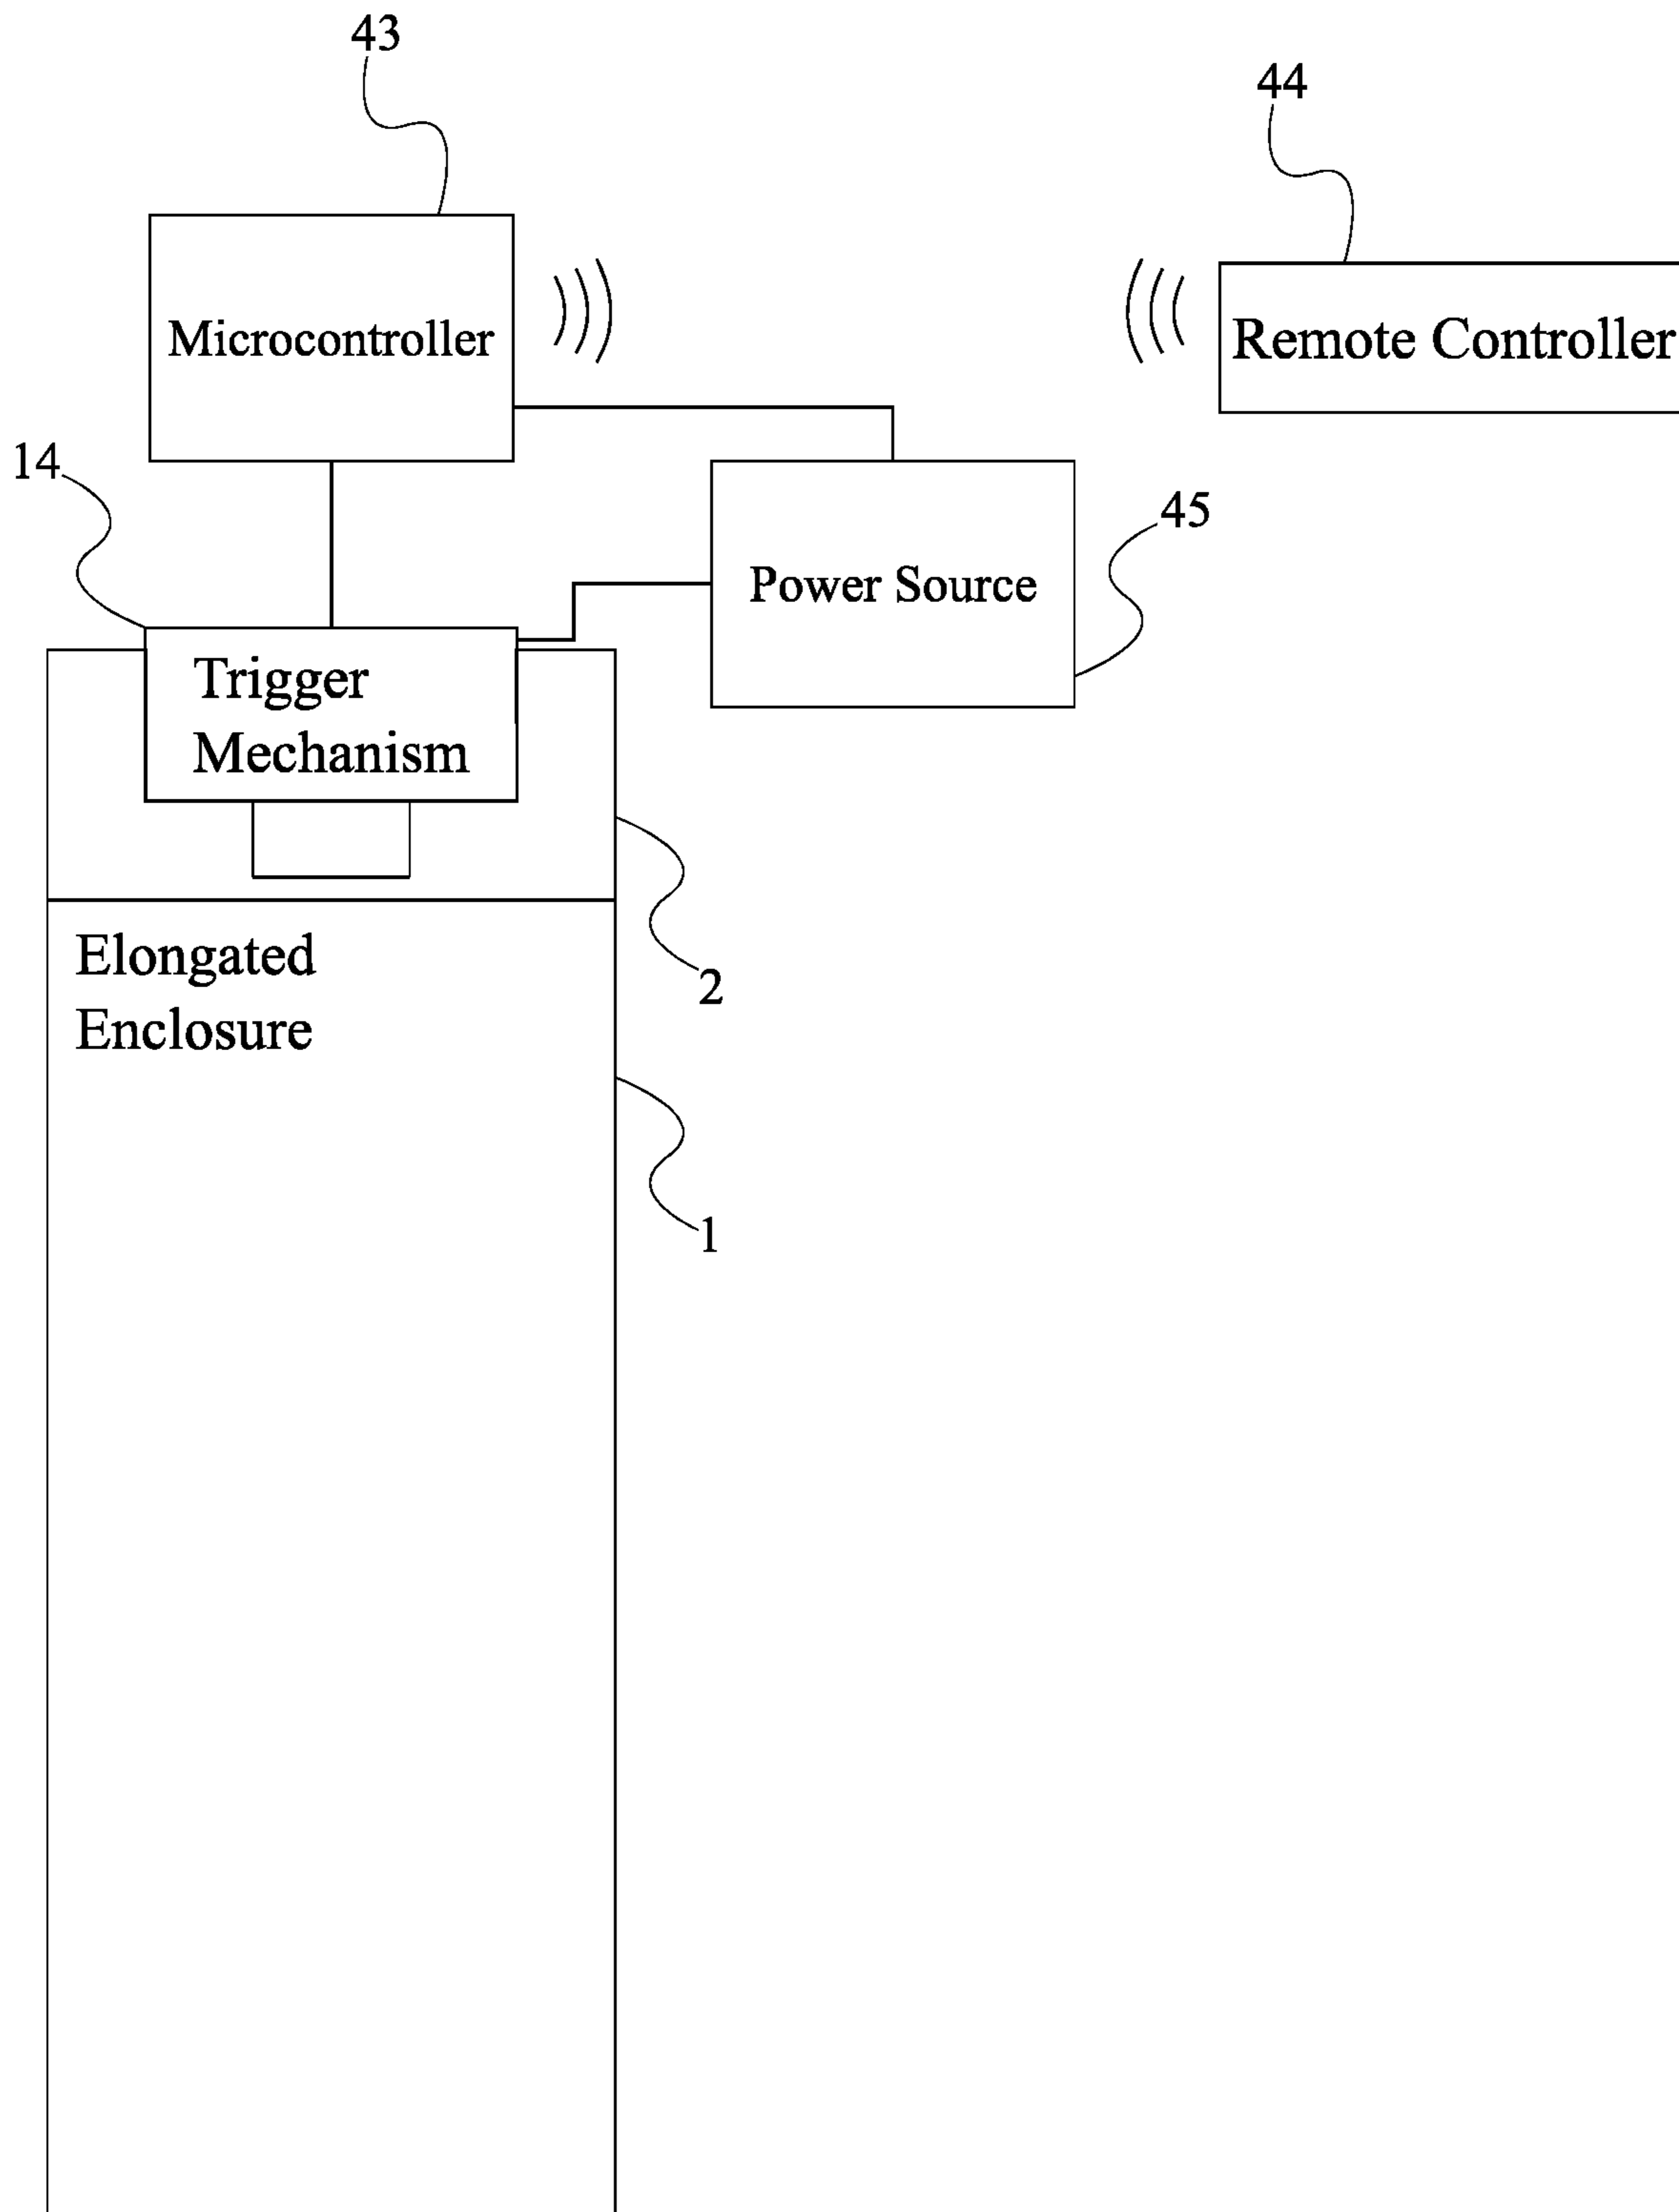 43
44
Microcontroller
Remote Controller
14
45
Power Source
Trigger
Mechanism
2
Elongated
Enclosure
1